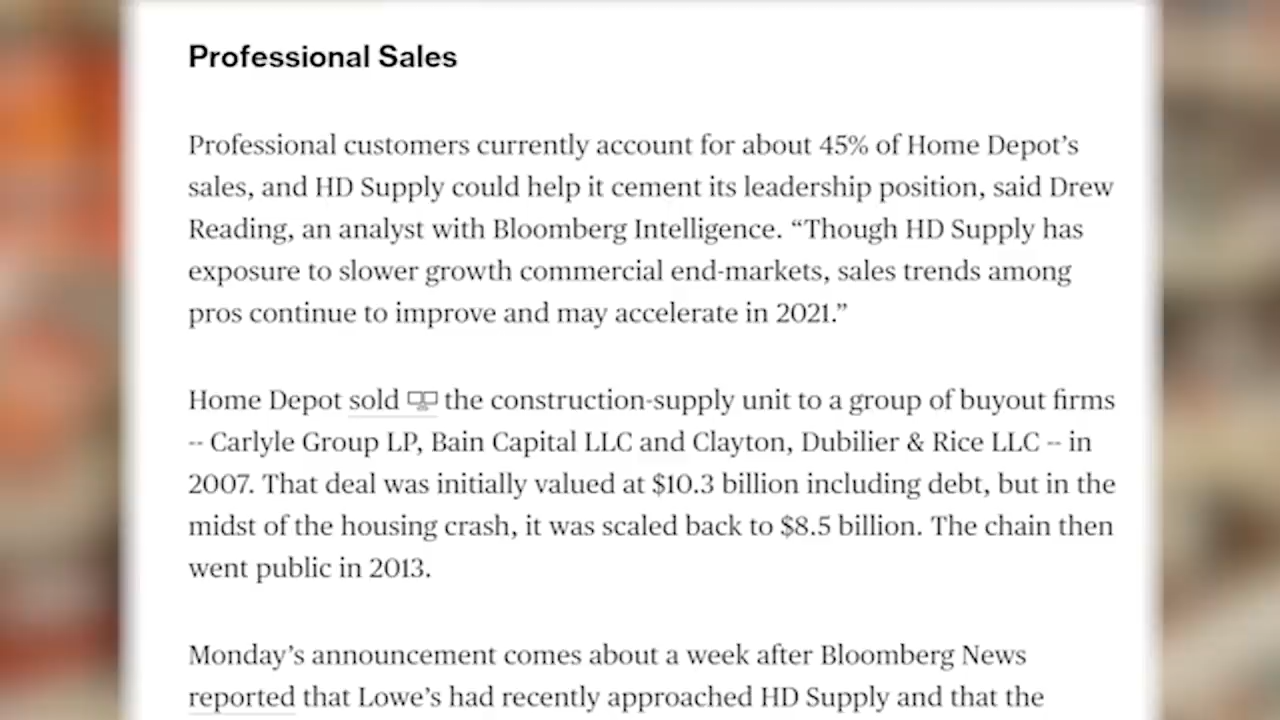 Professional Sales
Professional customers currently account for about 45% of Home Depot’s
sales, and HD Supply could help it cement its leadership position, said Drew
Reading, an analyst with Bloomberg Intelligence. “Though HD Supply has
exposure to slower growth commercial end-markets, sales trends among
pros continue to improve and may accelerate in 2021.”
Home Depot sold the construction-supply unit to a group of buyout firms
-- Carlyle Group LP, Bain Capital LLC and Clayton, Dubilier & Rice LLC -- in
2007. That deal was initially valued at $10.3 billion including debt, but in the
midst of the housing crash, it was scaled back to $8.5 billion. The chain then
went public in 2013.
Monday’s announcement comes about a week after Bloomberg News
reported that Lowe’s had recently approached HD Supply and that the